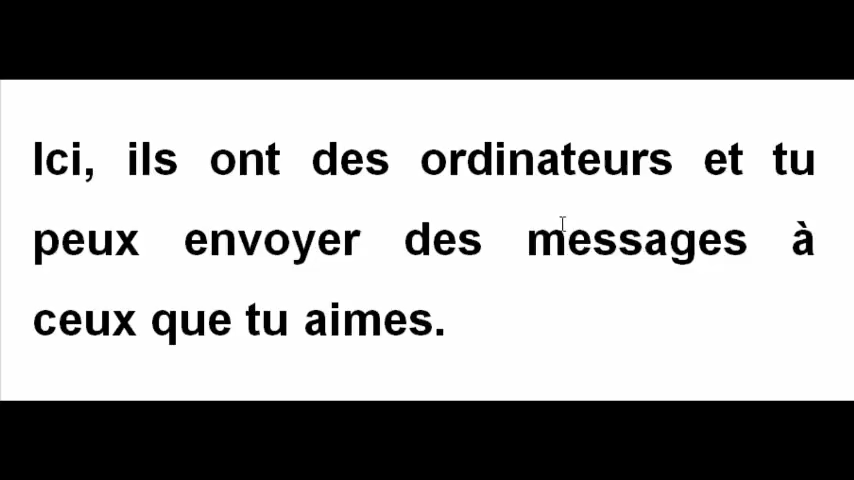 Ici, ils ont des ordinateurs et tu
peux envoyer des messages à
ceux que tu aimes.